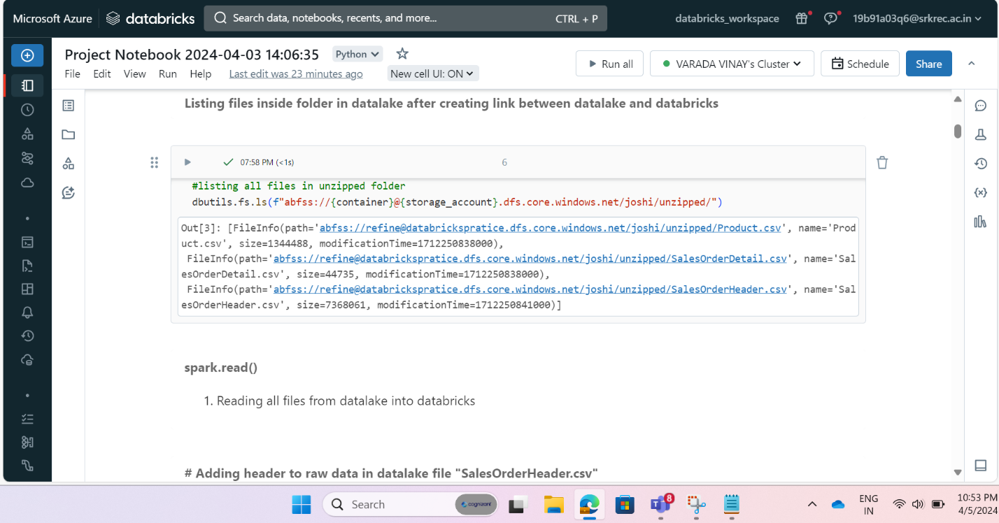 Microsoft Azure databricks Search data, notebooks, recents, and more... CTRL + P databricks_workspace 19b91a03q6@srkrec.ac.in
Project Notebook 2024-04-03 14:06:35 Python
File Edit View Run Help Last edit was 23 minutes ago New cell UI: ON
Run all VARADA VINAY's Cluster Schedule Share
Listing files inside folder in datalake after creating link between datalake and databricks
07:58 PM (<1s) 6
#listing all files in unzipped folder
dbutils.fs.ls(f"abfss://{container}@{storage_account}.dfs.core.windows.net/joshi/unzipped/")
Out[3]: [FileInfo(path='abfss://refine@databrickspratice.dfs.core.windows.net/joshi/unzipped/Product.csv', name='Prod
uct.csv', size=1344488, modificationTime=1712250838000),
FileInfo(path='abfss://refine@databrickspratice.dfs.core.windows.net/joshi/unzipped/SalesOrderDetail.csv', name='Sal
esOrderDetail.csv', size=44735, modificationTime=1712250838000),
FileInfo(path='abfss://refine@databrickspratice.dfs.core.windows.net/joshi/unzipped/SalesOrderHeader.csv', name='Sal
esOrderHeader.csv', size=7368061, modificationTime=1712250841000)]
spark.read()
1. Reading all files from datalake into databricks
# Adding header to raw data in datalake file "SalesOrderHeader.csv"
Search cognizant 8 ENG 10:53 PM
IN 4/5/2024